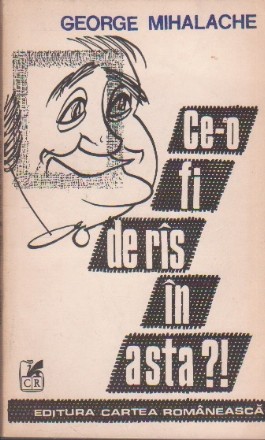 GEORGE MIHALACHE
Ce-o
fi
de rîs
în
asta?!
CR
EDITURA CARTEA ROMÂNEASCĂ